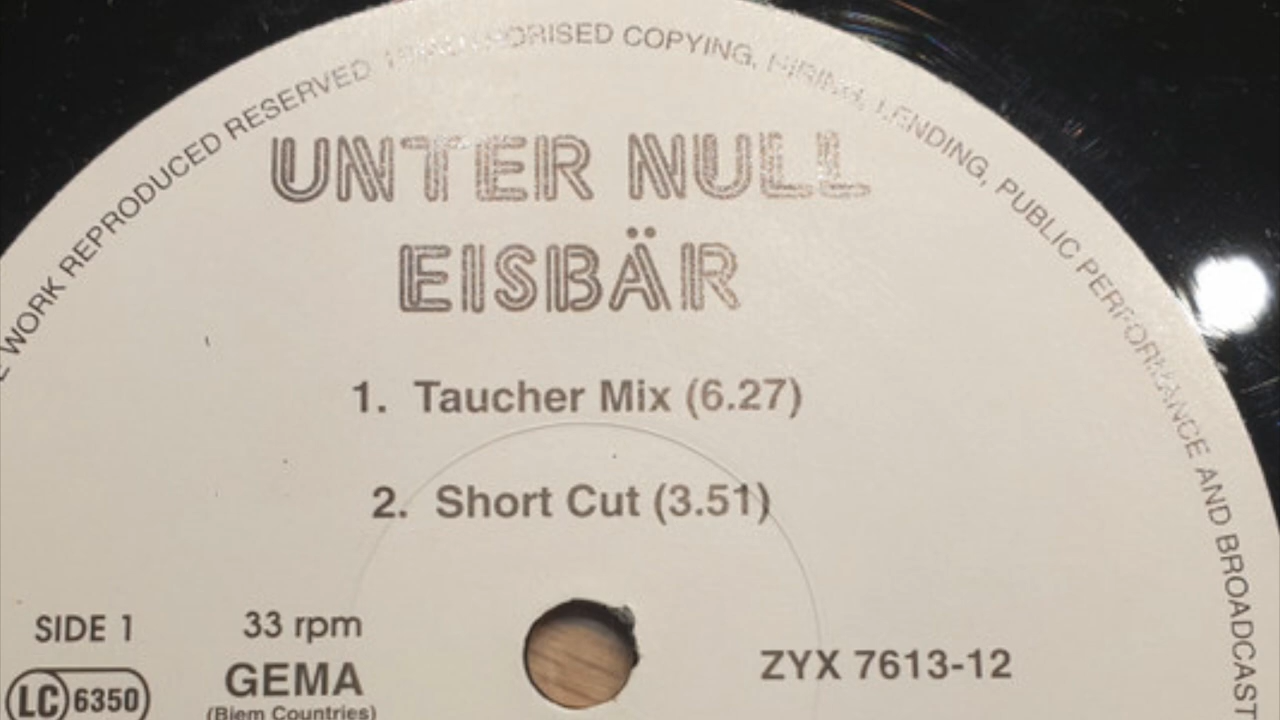 WORK REPRODUCED RESERVED COPYING, HIRING, LENDING, PUBLIC PERFORMANCE AND BROADCAST
UNTER NULL
EISBÄR
1. Taucher Mix (6.27)
2. Short Cut (3.51)
SIDE 1
33 rpm
ZYX 7613-12
LC 6350
GEMA
(Biem Countries)